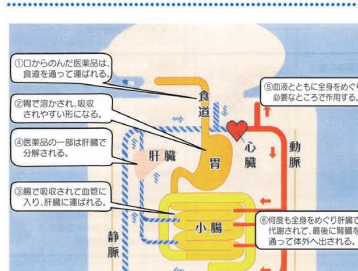 ①口からのんだ医薬品は、
食道を通って運ばれる。
食道
⑤血液とともに全身をめぐり
必要なところで作用する。
②胃で溶かされ、吸収
されやすい形になる。
④医薬品の一部は肝臓で
分解される。
肝臓
胃
心臓
動脈
③腸で吸収されて血管に
入り、肝臓に運ばれる。
小腸
静脈
⑥何度も全身をめぐり肝臓で
代謝されて、最後に腎臓を
通って体外へ出される。